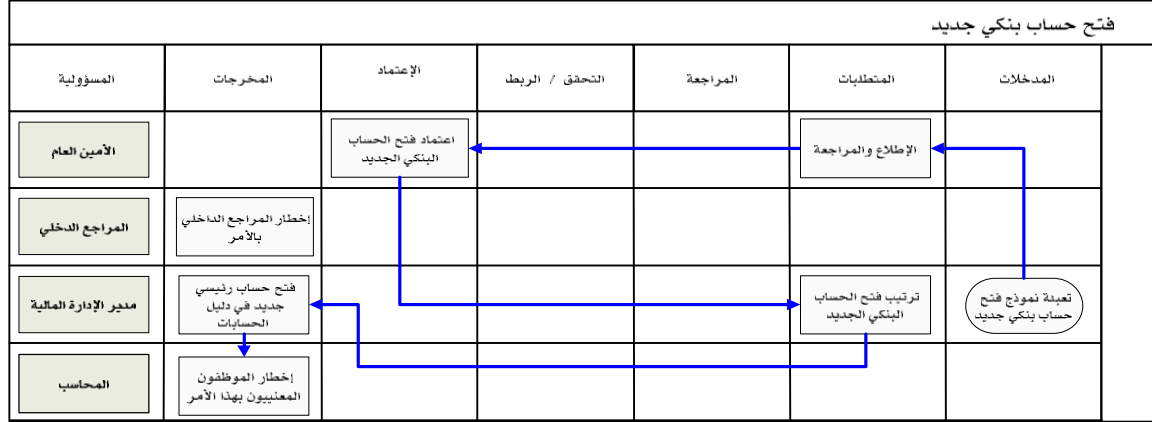 فتح حساب بنكي جديد
المدخلات
المتطلبات
المراجعة
التحقق / الربط
الإعتماد
المخرجات
المسؤولية
الإطلاع والمراجعة
اعتماد فتح الحساب
البنكي الجديد
الأمين العام
إخطار المراجع الداخلي
بالأمر
المراجع الدخلي
تعبئة نموذج فتح
حساب بنكي جديد
ترتيب فتح الحساب
البنكي الجديد
فتح حساب رئيسي
جديد في دليل
الحسابات
مدير الإدارة المالية
إخطار الموظفون
المعنييون بهذا الأمر
المحاسب